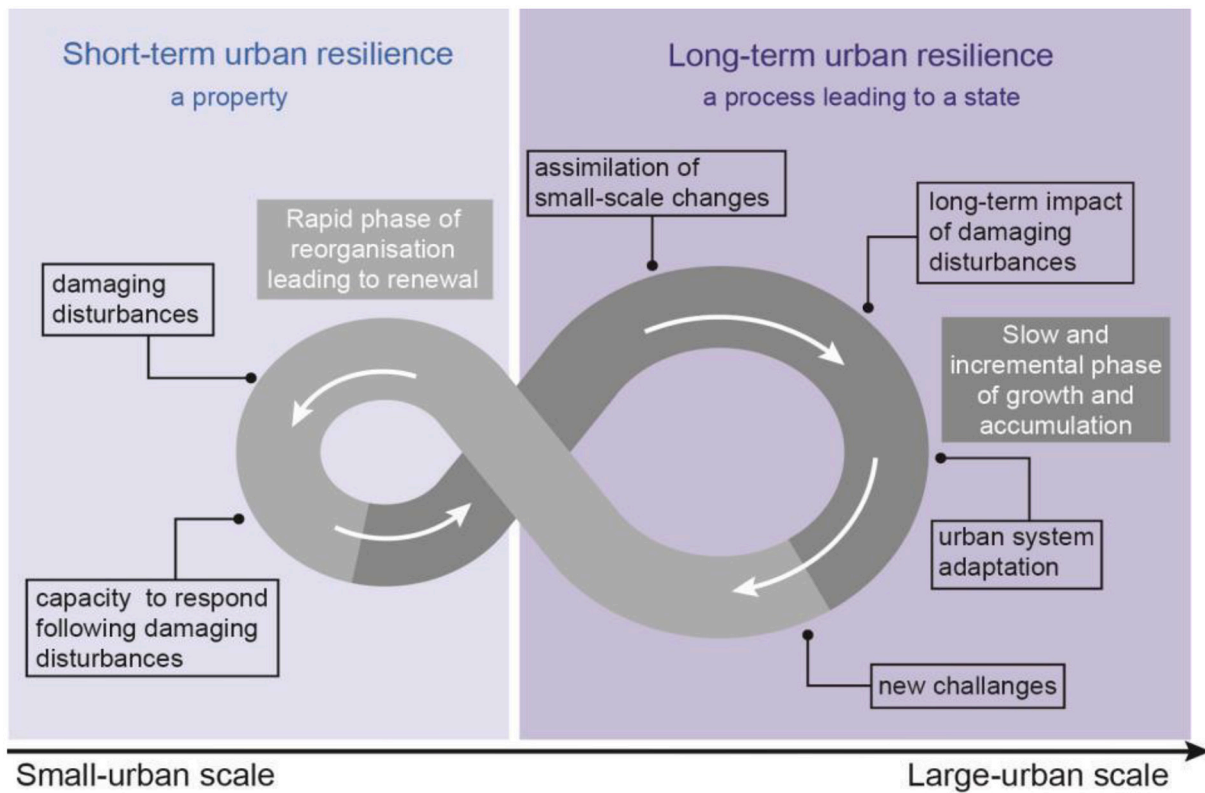 Short-term urban resilience
a property
Long-term urban resilience
a process leading to a state
Rapid phase of
reorganisation
leading to renewal
damaging
disturbances
capacity to respond
following damaging
disturbances
assimilation of
small-scale changes
long-term impact
of damaging
disturbances
Slow and
incremental phase
of growth and
accumulation
urban system
adaptation
new challanges
Small-urban scale
Large-urban scale